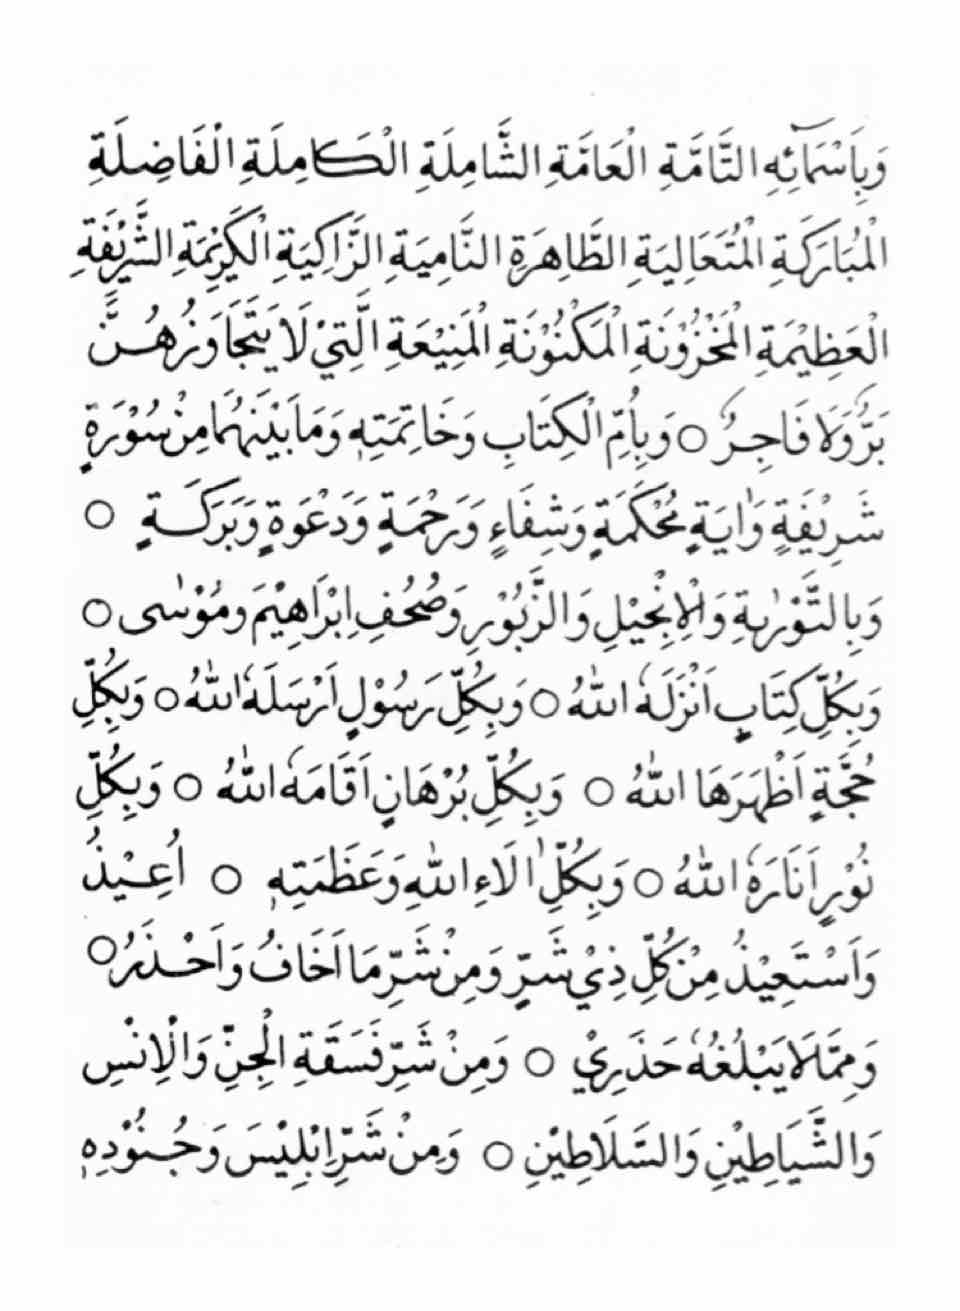 وَبِاَسْمَآئِهِ التَّامَّةِ الْعَامَّةِ الشَّامِلَةِ الْكَامِلَةِ الْفَاضِلَةِ
الْمُبَارَكَةِ الْمُتَعَالِيَةِ الطَّاهِرَةِ النَّامِيَةِ الزَّاكِيَةِ الْكَرِيْمَةِ الشَّرِيْفَةِ
الْعَظِيْمَةِ الْمَخْزُوْنَةِ الْمَكْنُوْنَةِ الْمَنِيْعَةِ الَّتِيْ لَا يَتَجَاوَزُهُنَّ
بَرٌّ وَلَا فَاجِرٌ ○ وَبِاُمِّ الْكِتَابِ وَخَاتِمَتِهٖ وَمَا بَيْنَهُمَا مِنْ سُوْرَةٍ
شَرِيْفَةٍ وَاٰيَةٍ مُحْكَمَةٍ وَشِفَاءٍ وَرَحْمَةٍ وَدَعْوَةٍ وَبَرَكَةٍ ○
وَبِالتَّوْرٰىةِ وَالْاِنْجِيْلِ وَالزَّبُوْرِ وَصُحُفِ اِبْرَاهِيْمَ وَمُوْسٰى ○
وَبِكُلِّ كِتَابٍ اَنْزَلَهُ اللّٰهُ ○ وَبِكُلِّ رَسُوْلٍ اَرْسَلَهُ اللّٰهُ ○ وَبِكُلِّ
حُجَّةٍ اَظْهَرَهَا اللّٰهُ ○ وَبِكُلِّ بُرْهَانٍ اَقَامَهُ اللّٰهُ ○ وَبِكُلِّ
نُوْرٍ اَنَارَهُ اللّٰهُ ○ وَبِكُلِّ اٰلَاءِ اللّٰهِ وَعَظَمَتِهٖ ○ اُعِيْذُ
وَاَسْتَعِيْذُ مِنْ كُلِّ ذِيْ شَرٍّ وَمِنْ شَرِّ مَا اَخَافُ وَاَحْذَرُ ○
وَمِمَّا لَا يَبْلُغُهٗ حَذَرِيْ ○ وَمِنْ شَرِّ فَسَقَةِ الْجِنِّ وَالْاِنْسِ
وَالشَّيَاطِيْنِ وَالسَّلَاطِيْنِ ○ وَمِنْ شَرِّ اِبْلِيْسَ وَجُنُوْدِهٖ